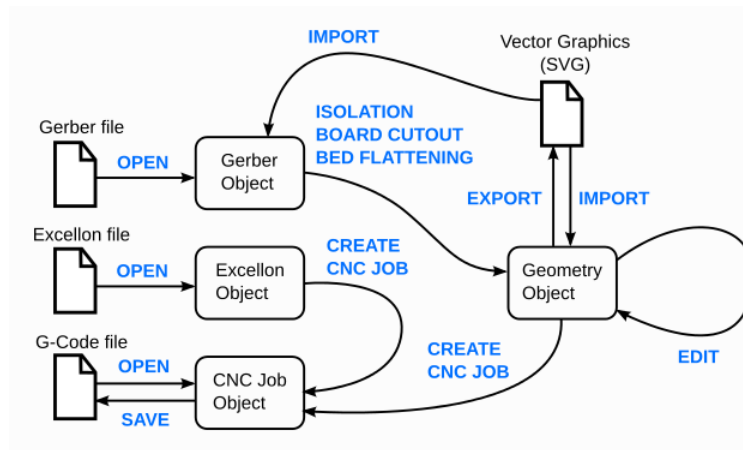 IMPORT
Vector Graphics
(SVG)
Gerber file
OPEN
Gerber
Object
ISOLATION
BOARD CUTOUT
BED FLATTENING
EXPORT
IMPORT
Excellon file
OPEN
Excellon
Object
CREATE
CNC JOB
Geometry
Object
EDIT
G-Code file
OPEN
SAVE
CNC Job
Object
CREATE
CNC JOB